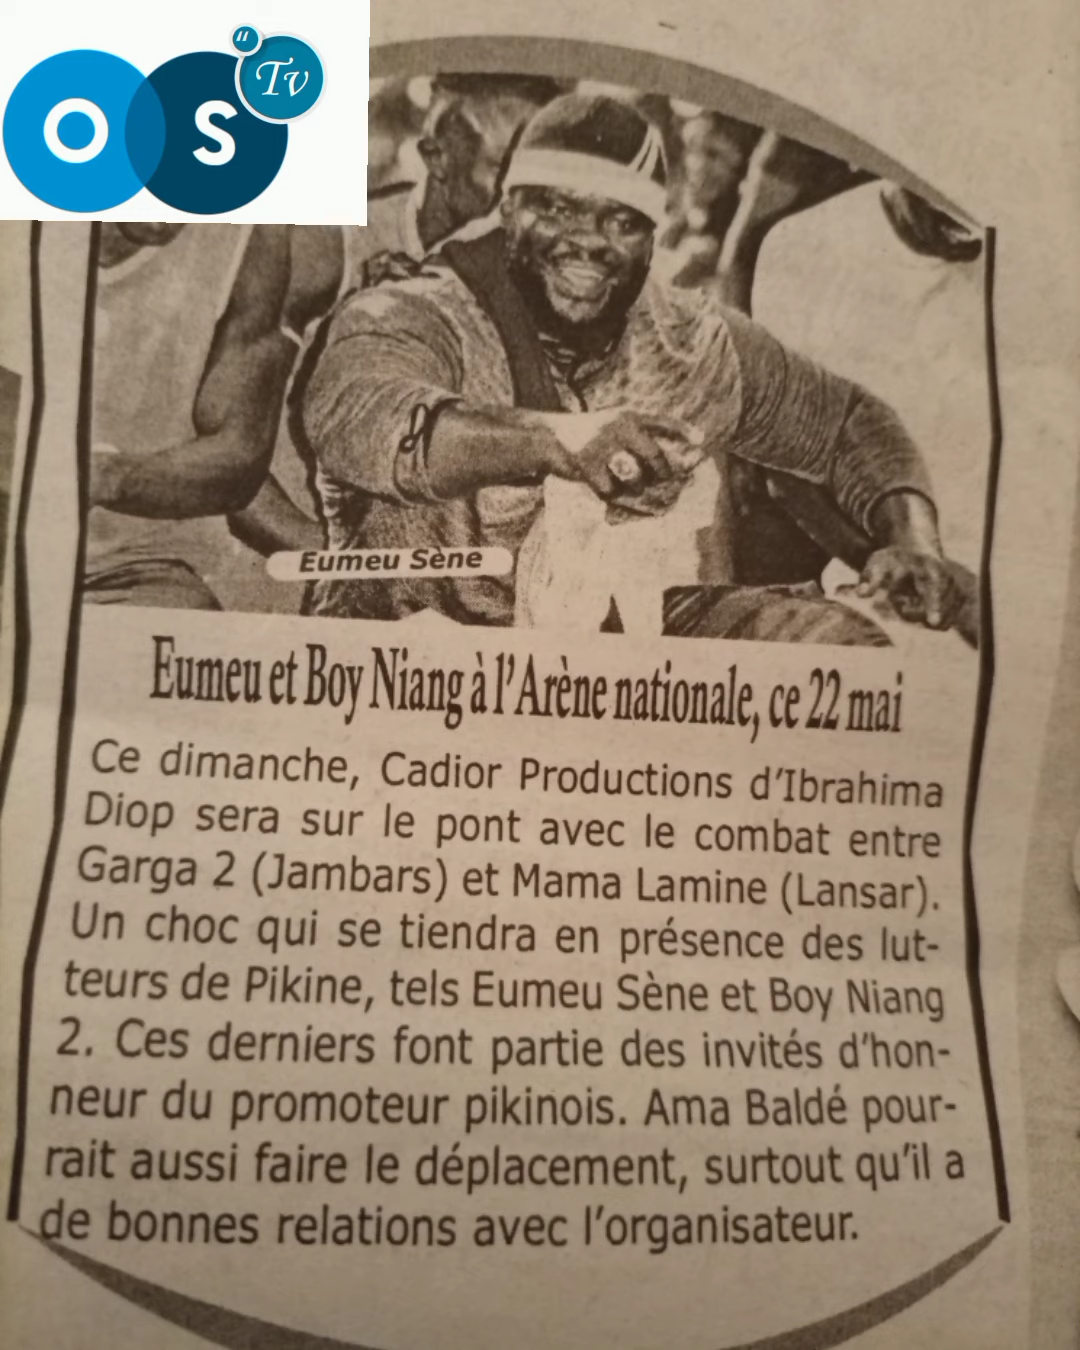 O S " Tv
Eumeu Sène
Eumeu et Boy Niang à l'Arène nationale, ce 22 mai
Ce dimanche, Cadior Productions d'Ibrahima
Diop sera sur le pont avec le combat entre
Garga 2 (Jambars) et Mama Lamine (Lansar).
Un choc qui se tiendra en présence des lut-
teurs de Pikine, tels Eumeu Sène et Boy Niang
2. Ces derniers font partie des invités d'hon-
neur du promoteur pikinois. Ama Baldé pour-
rait aussi faire le déplacement, surtout qu'il a
de bonnes relations avec l'organisateur.